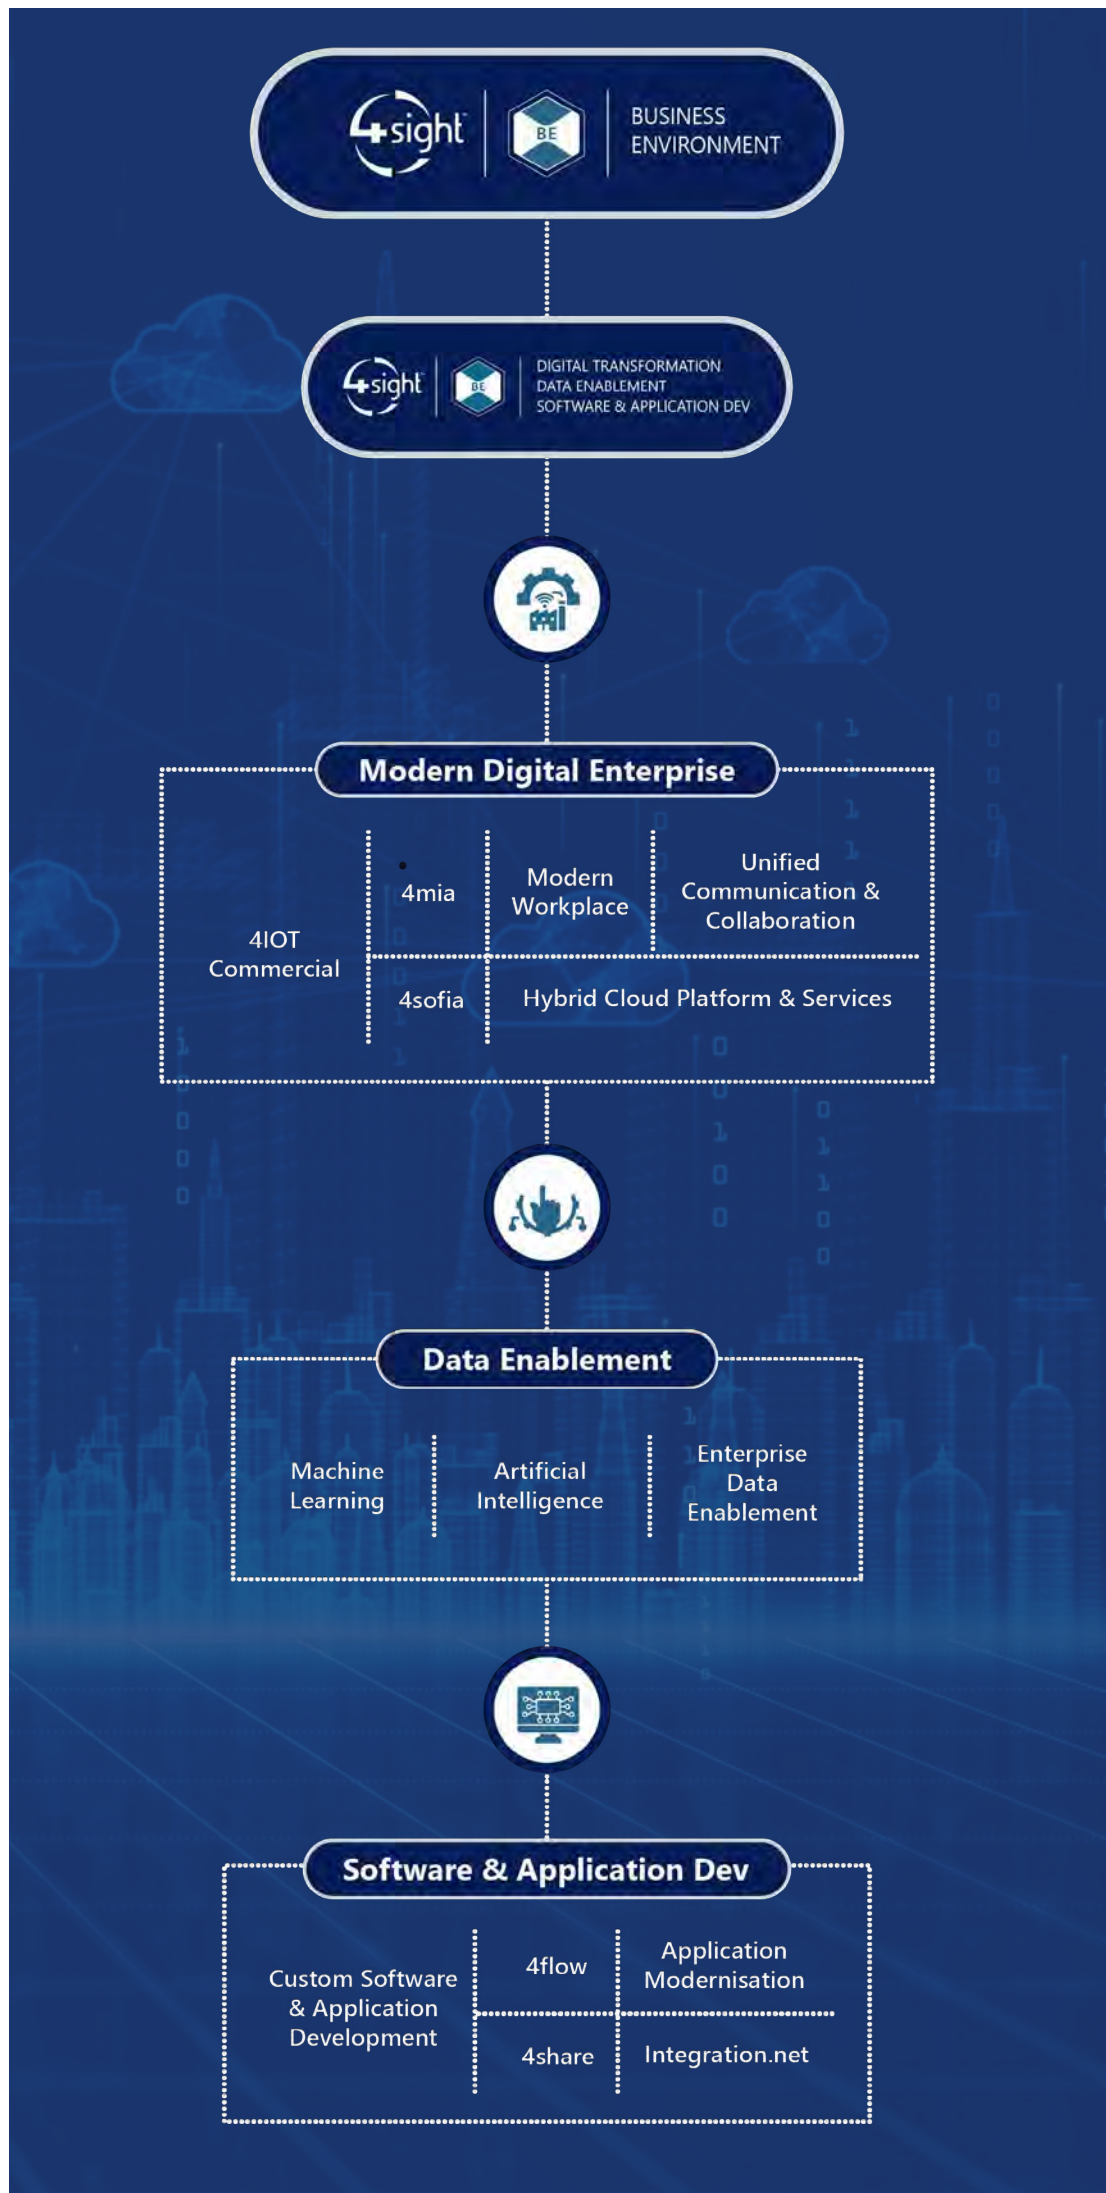 4sight
BE
BUSINESS
ENVIRONMENT
4sight
BE
DIGITAL TRANSFORMATION
DATA ENABLEMENT
SOFTWARE & APPLICATION DEV
Modern Digital Enterprise
4IOT
Commercial
4mia
Modern
Workplace
Unified
Communication &
Collaboration
4sofia
Hybrid Cloud Platform & Services
Data Enablement
Machine
Learning
Artificial
Intelligence
Enterprise
Data
Enablement
Software & Application Dev
Custom Software
& Application
Development
4flow
Application
Modernisation
4share
Integration.net